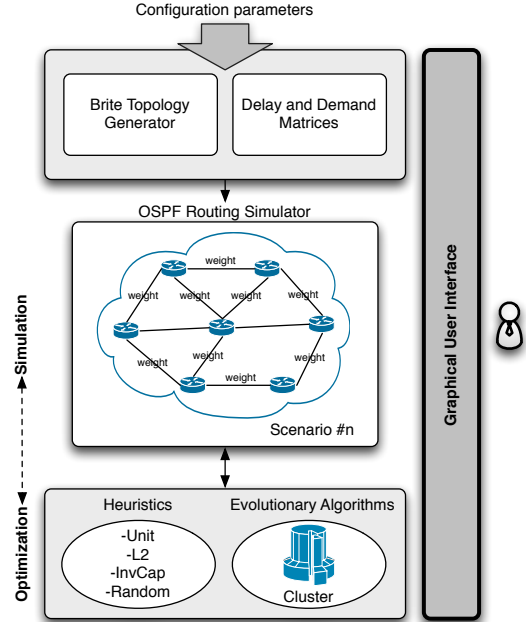 Configuration parameters
Brite Topology
Generator
Delay and Demand
Matrices
OSPF Routing Simulator
weight
weight
weight
weight
weight
weight
weight
weight
weight
Scenario #n
Simulation
Optimization
Heuristics
-Unit
-L2
-InvCap
-Random
Evolutionary Algorithms
Cluster
Graphical User Interface